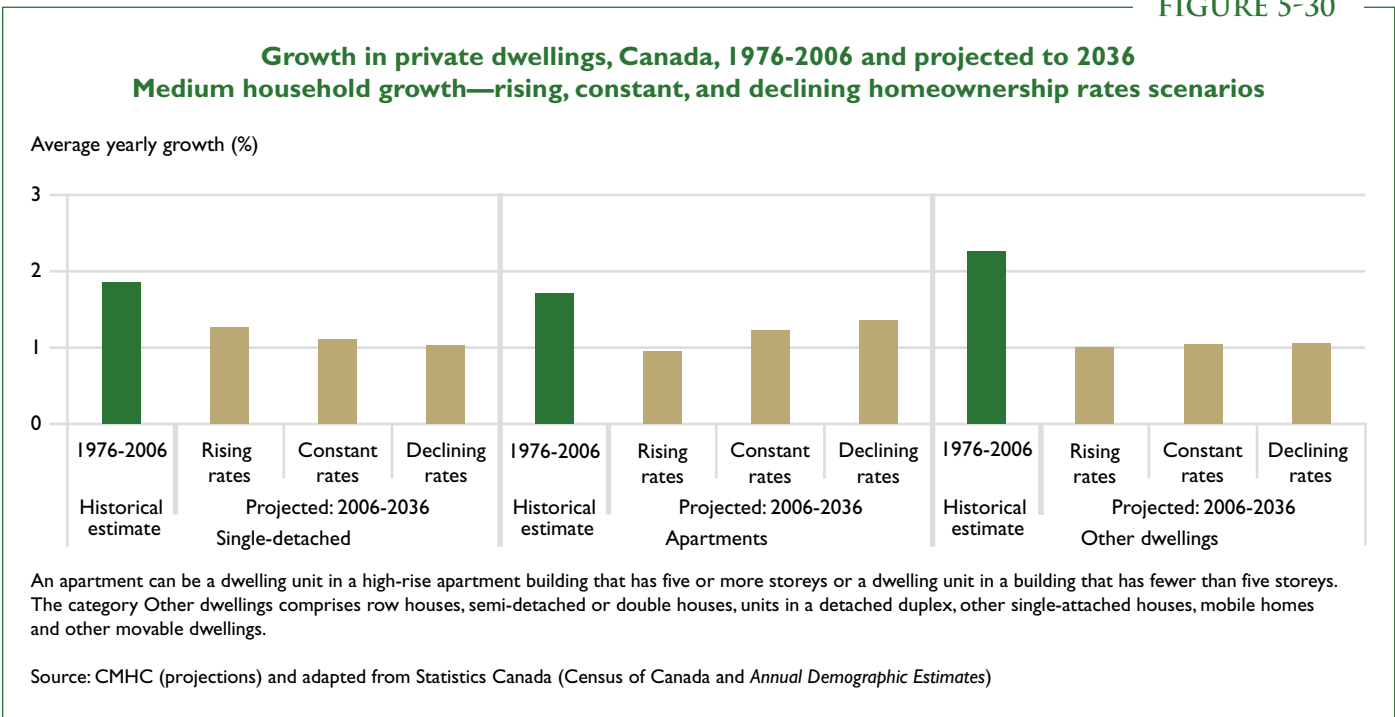 FIGURE 5-30
Growth in private dwellings, Canada, 1976-2006 and projected to 2036
Medium household growth—rising, constant, and declining homeownership rates scenarios
Average yearly growth (%)
3
2
1
0
1976-2006
Rising rates
Constant rates
Declining rates
1976-2006
Rising rates
Constant rates
Declining rates
1976-2006
Rising rates
Constant rates
Declining rates
Historical estimate
Projected: 2006-2036
Historical estimate
Projected: 2006-2036
Historical estimate
Projected: 2006-2036
Single-detached
Apartments
Other dwellings
An apartment can be a dwelling unit in a high-rise apartment building that has five or more storeys or a dwelling unit in a building that has fewer than five storeys.
The category Other dwellings comprises row houses, semi-detached or double houses, units in a detached duplex, other single-attached houses, mobile homes
and other movable dwellings.
Source: CMHC (projections) and adapted from Statistics Canada (Census of Canada and Annual Demographic Estimates)